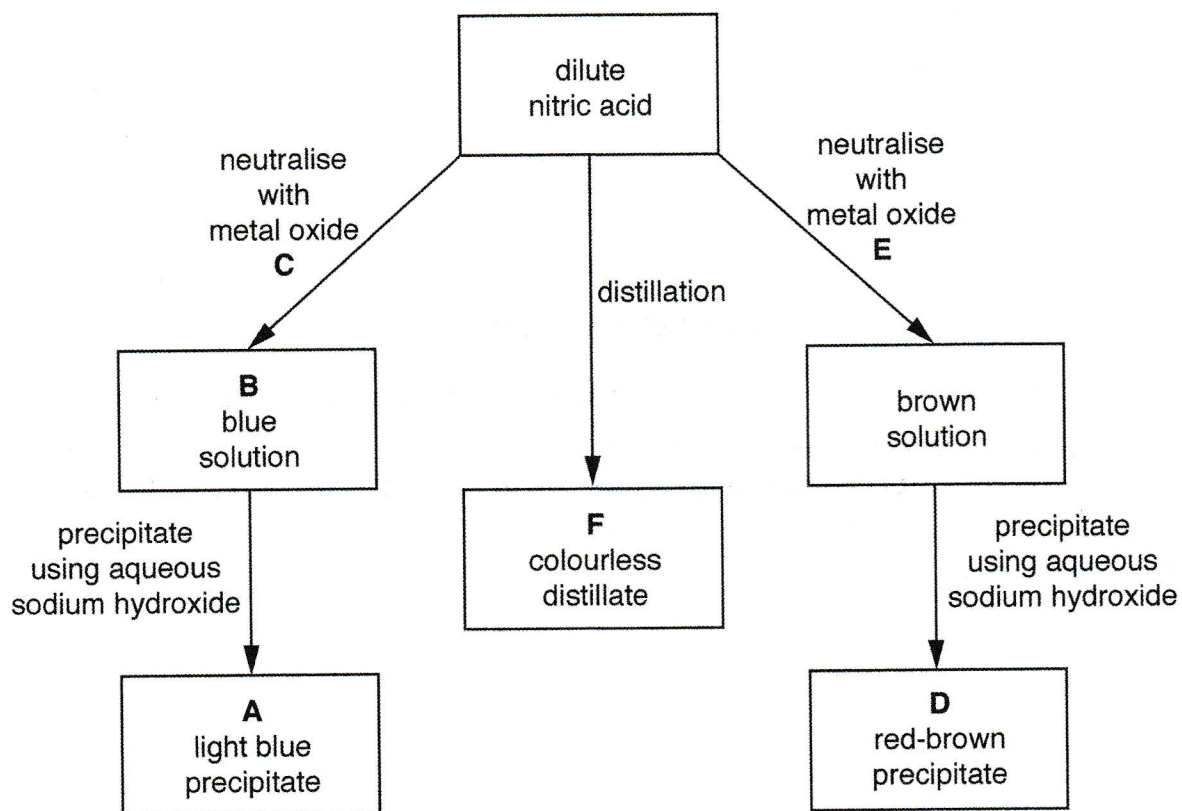 dilute
nitric acid
neutralise
with
metal oxide
C
distillation
neutralise
with
metal oxide
E
B
blue
solution
F
colourless
distillate
brown
solution
precipitate
using aqueous
sodium hydroxide
precipitate
using aqueous
sodium hydroxide
A
light blue
precipitate
D
red-brown
precipitate